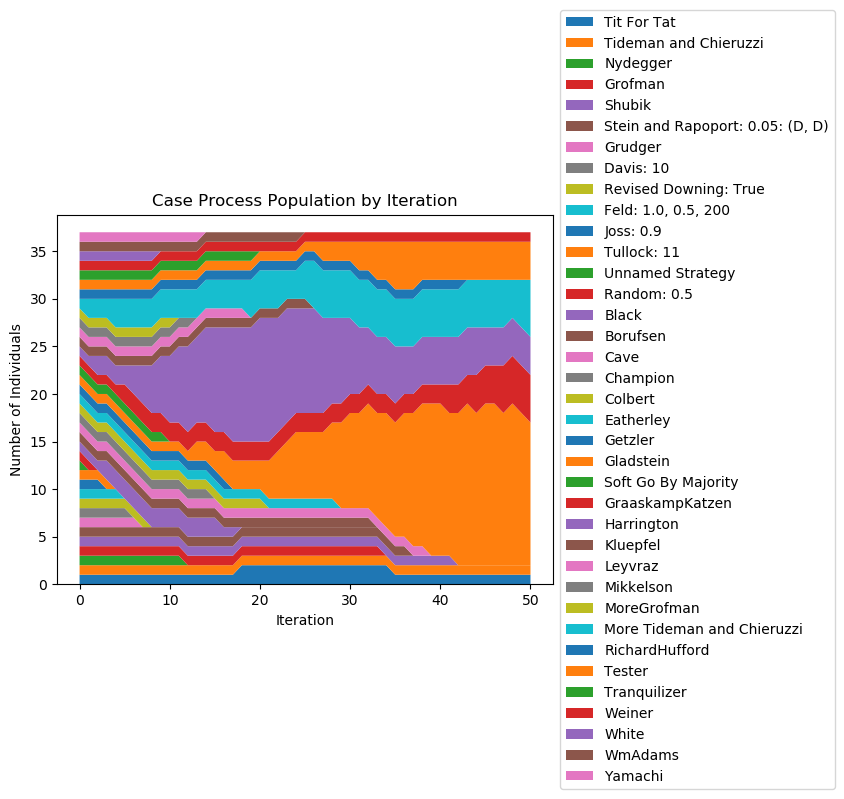 Case Process Population by Iteration
Number of Individuals
35
30
25
20
15
10
5
0
0 10 20 30 40 50
Iteration
Tit For Tat
Tideman and Chieruzzi
Nydegger
Grofman
Shubik
Stein and Rapoport: 0.05: (D, D)
Grudger
Davis: 10
Revised Downing: True
Feld: 1.0, 0.5, 200
Joss: 0.9
Tullock: 11
Unnamed Strategy
Random: 0.5
Black
Borufsen
Cave
Champion
Colbert
Eatherley
Getzler
Gladstein
Soft Go By Majority
GraaskampKatzen
Harrington
Kluepfel
Leyvraz
Mikkelson
MoreGrofman
More Tideman and Chieruzzi
RichardHufford
Tester
Tranquilizer
Weiner
White
WmAdams
Yamachi